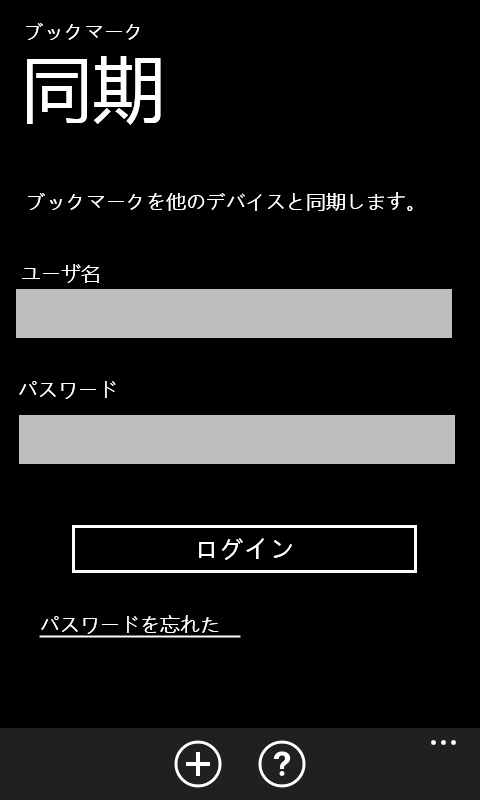 ブックマーク
同期
ブックマークを他のデバイスと同期します。
ユーザ名
パスワード
ログイン
パスワードを忘れた